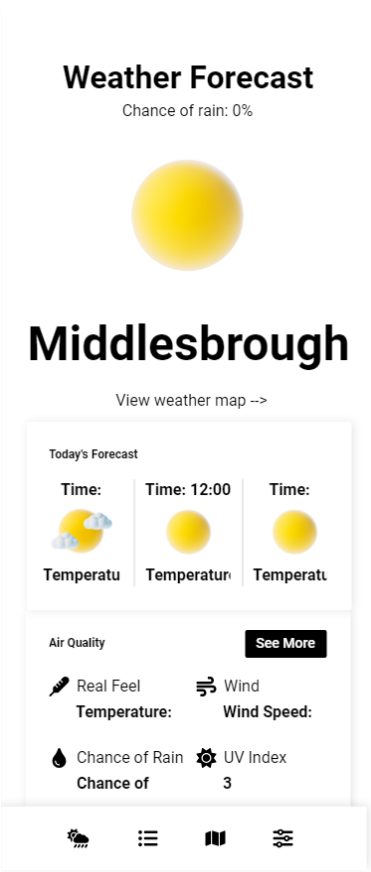 Weather Forecast
Chance of rain: 0%
Middlesbrough
View weather map -->
Today's Forecast
Time: Time: 12:00 Time:
Temperatu Temperature Temperatu
Air Quality See More
Real Feel Wind
Temperature: Wind Speed:
Chance of Rain UV Index
Chance of 3